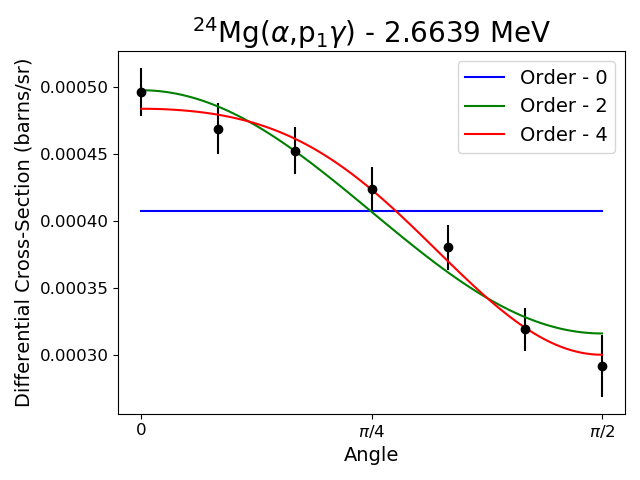 ²⁴Mg(α,p₁γ) - 2.6639 MeV
Differential Cross-Section (barns/sr)
0.00050
0.00045
0.00040
0.00035
0.00030
Order - 0
Order - 2
Order - 4
0
π/4
π/2
Angle